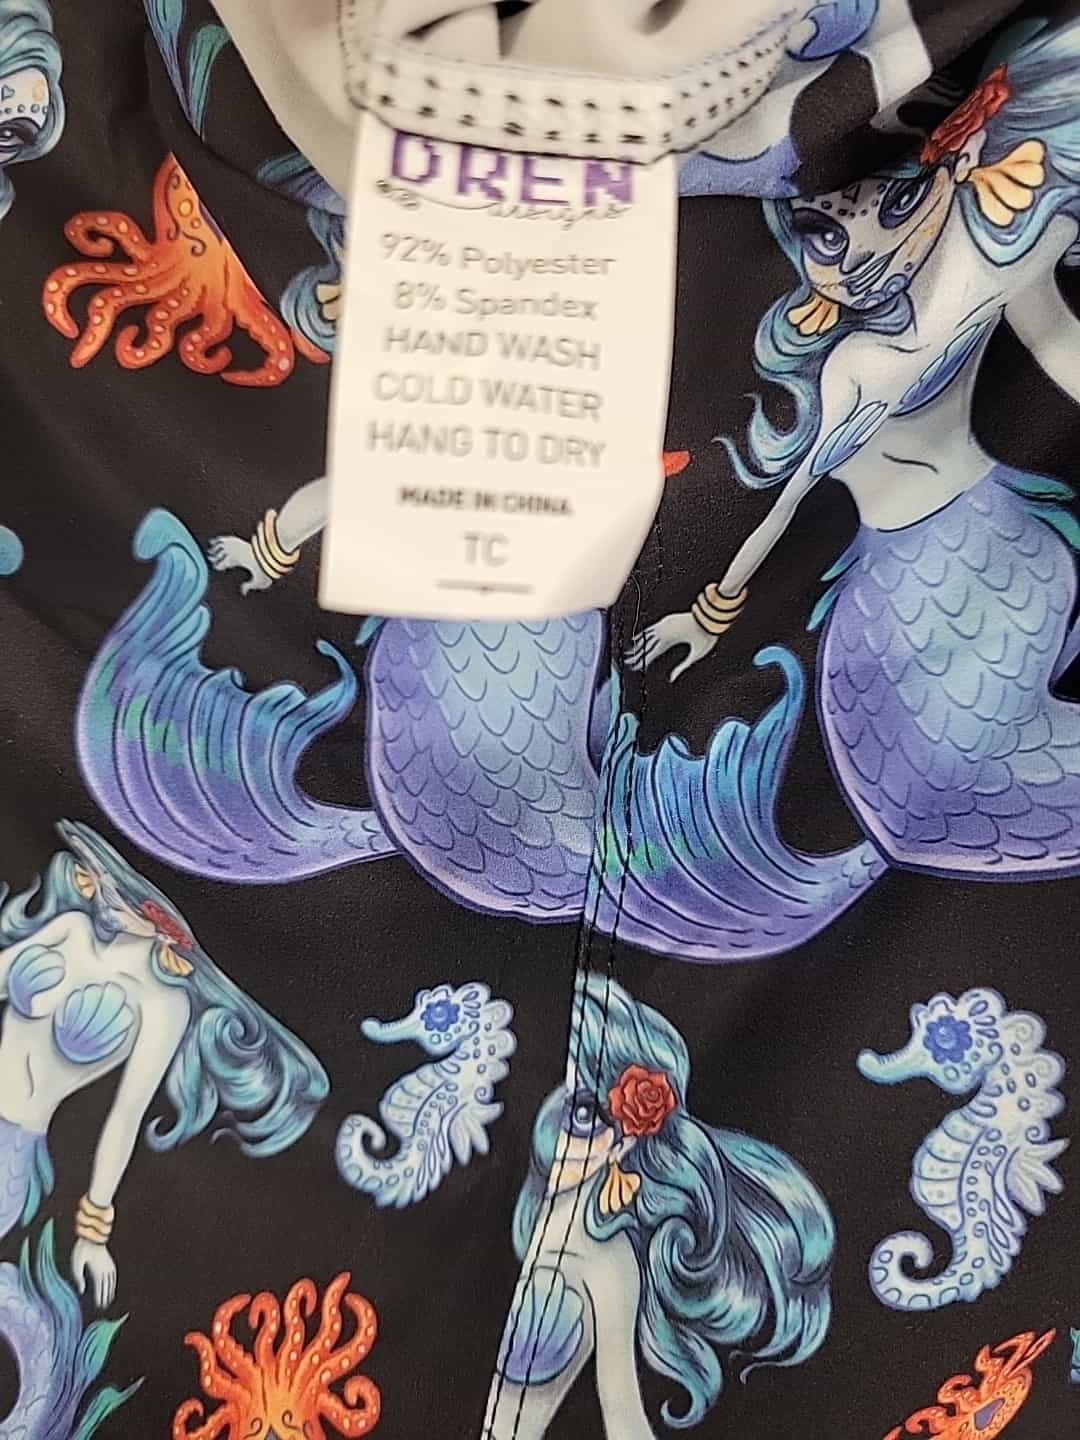 DREN
designs
92% Polyester
8% Spandex
HAND WASH
COLD WATER
HANG TO DRY
MADE IN CHINA
TC